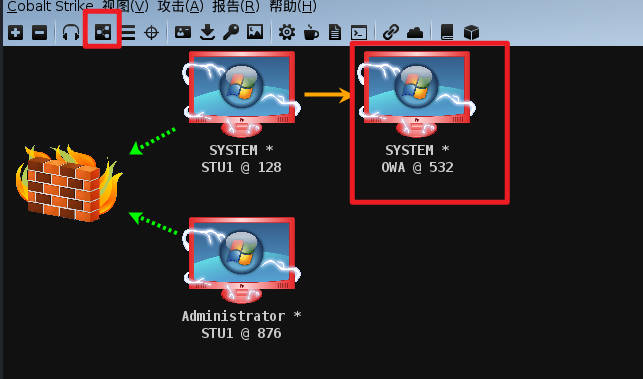 Cobalt Strike 视图(V) 攻击(A) 报告(R) 帮助(H)
SYSTEM *
STU1 @ 128
SYSTEM *
OWA @ 532
Administrator *
STU1 @ 876